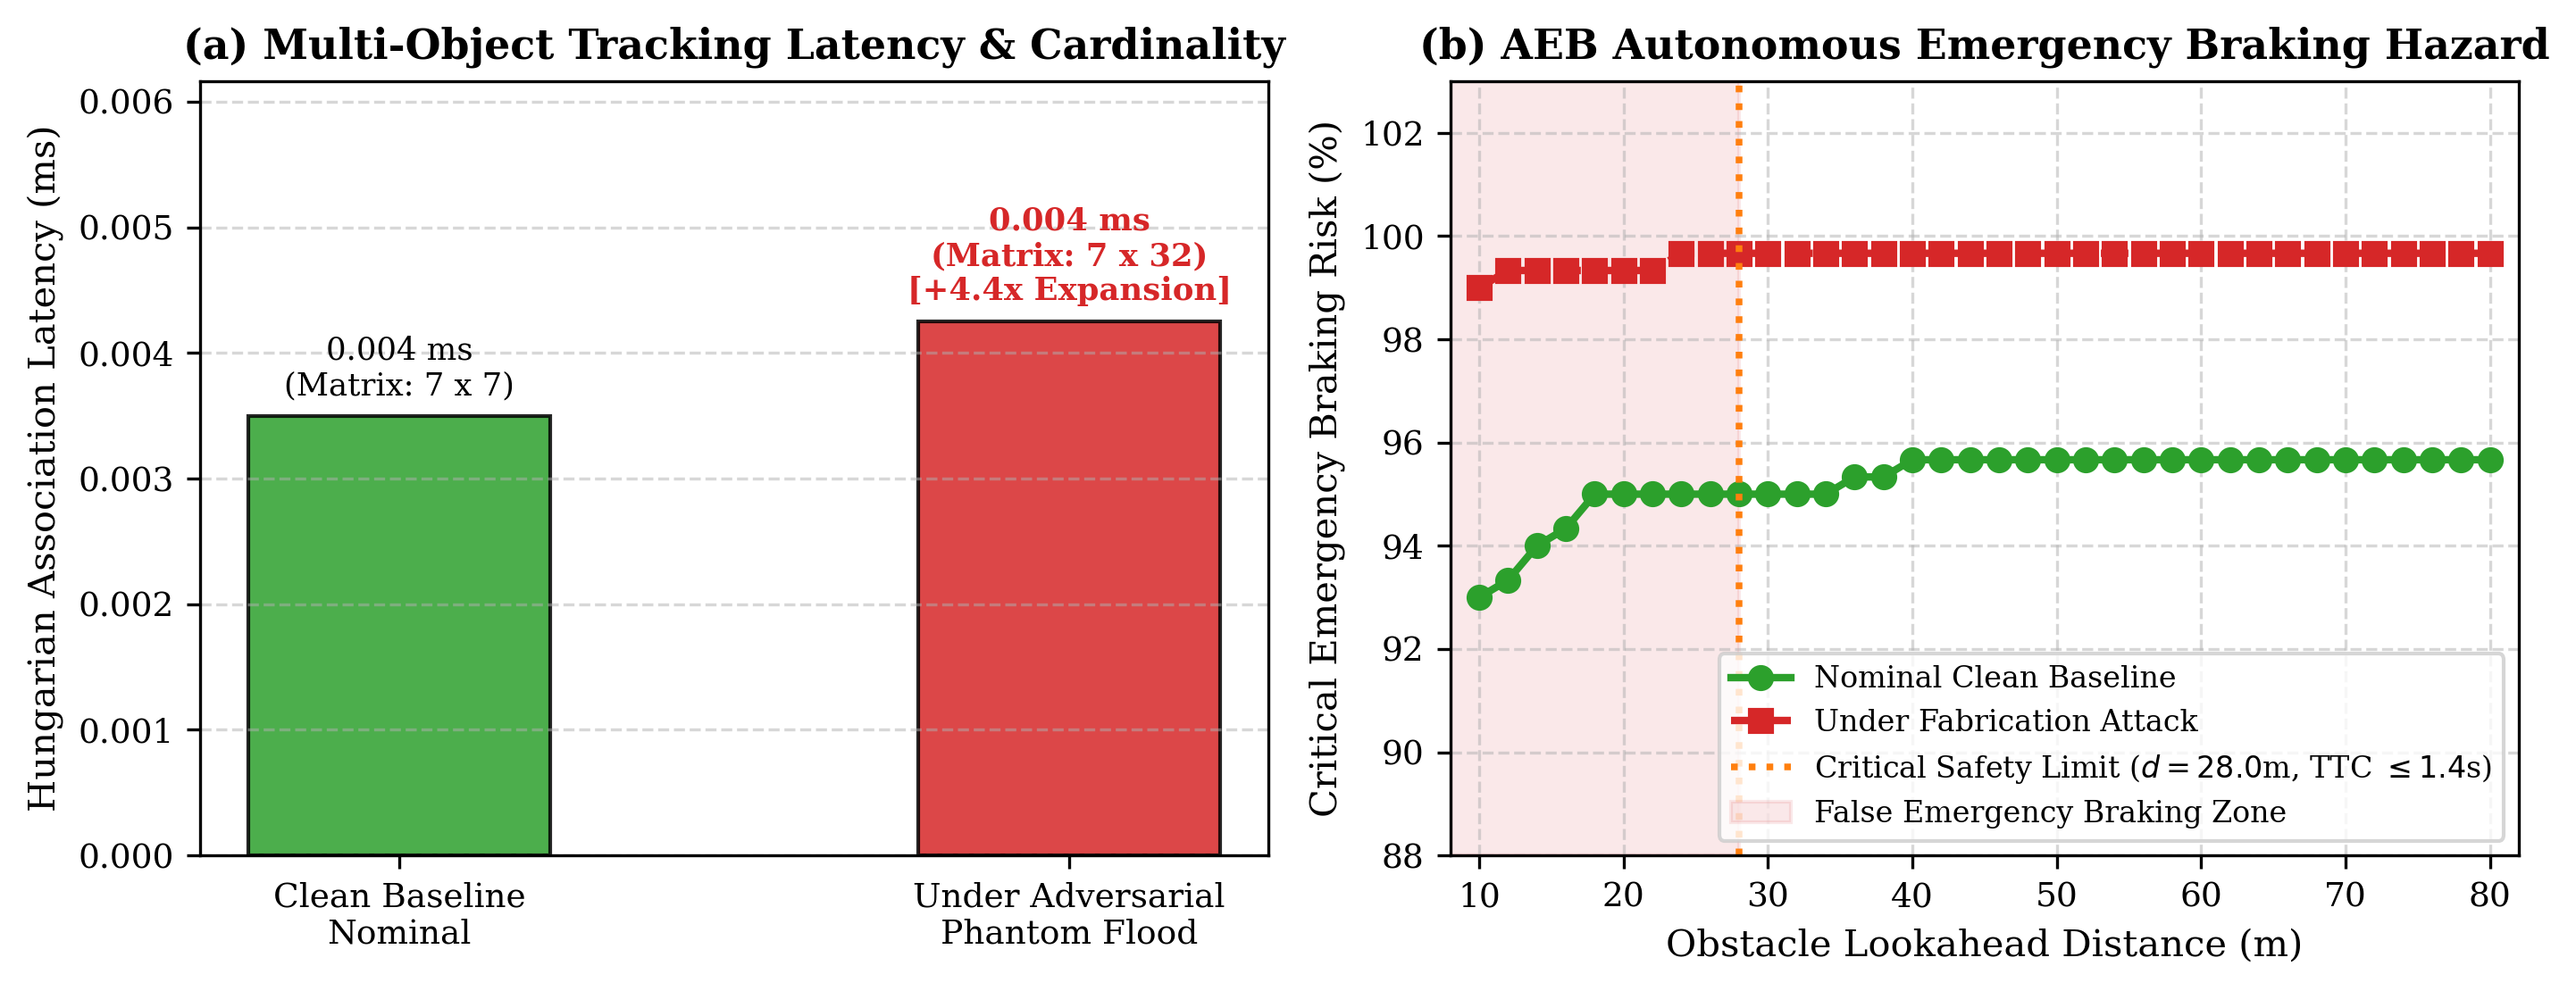 (a) Multi-Object Tracking Latency & Cardinality
Hungarian Association Latency (ms)
0.006
0.005
0.004
0.003
0.002
0.001
0.000
0.004 ms
(Matrix: 7 x 7)
0.004 ms
(Matrix: 7 x 32)
[+4.4x Expansion]
Clean Baseline
Nominal
Under Adversarial
Phantom Flood
(b) AEB Autonomous Emergency Braking Hazard
Critical Emergency Braking Risk (%)
102
100
98
96
94
92
90
88
Nominal Clean Baseline
Under Fabrication Attack
Critical Safety Limit (d = 28.0m, TTC ≤ 1.4s)
False Emergency Braking Zone
10 20 30 40 50 60 70 80
Obstacle Lookahead Distance (m)